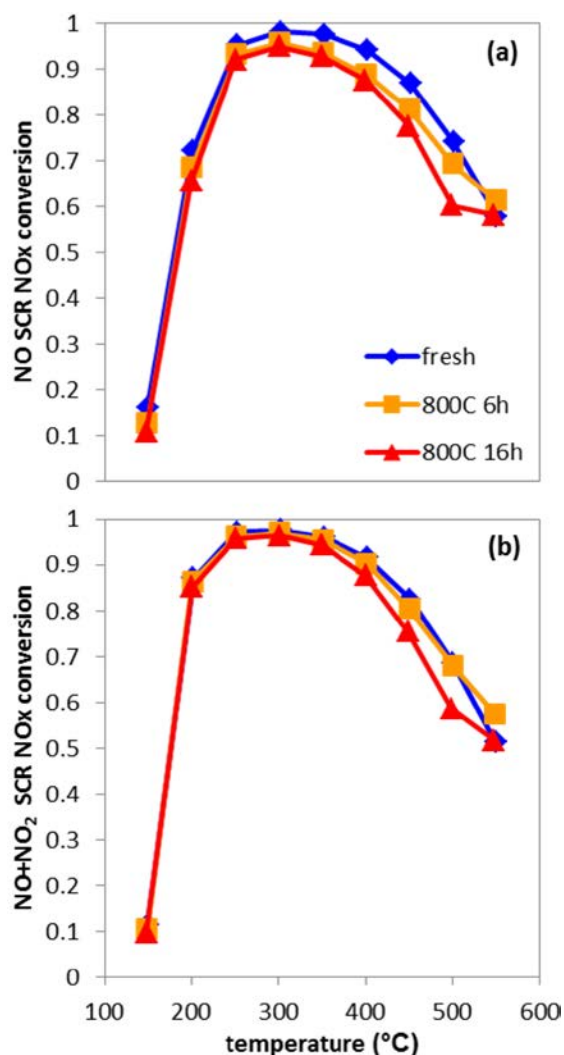 1
0.9
0.8
0.7
0.6
0.5
0.4
0.3
0.2
0.1
0
NO SCR NOx conversion
(a)
fresh
800C 6h
800C 16h
1
0.9
0.8
0.7
0.6
0.5
0.4
0.3
0.2
0.1
0
NO+NO₂ SCR NOx conversion
(b)
100 200 300 400 500 600
temperature (°C)